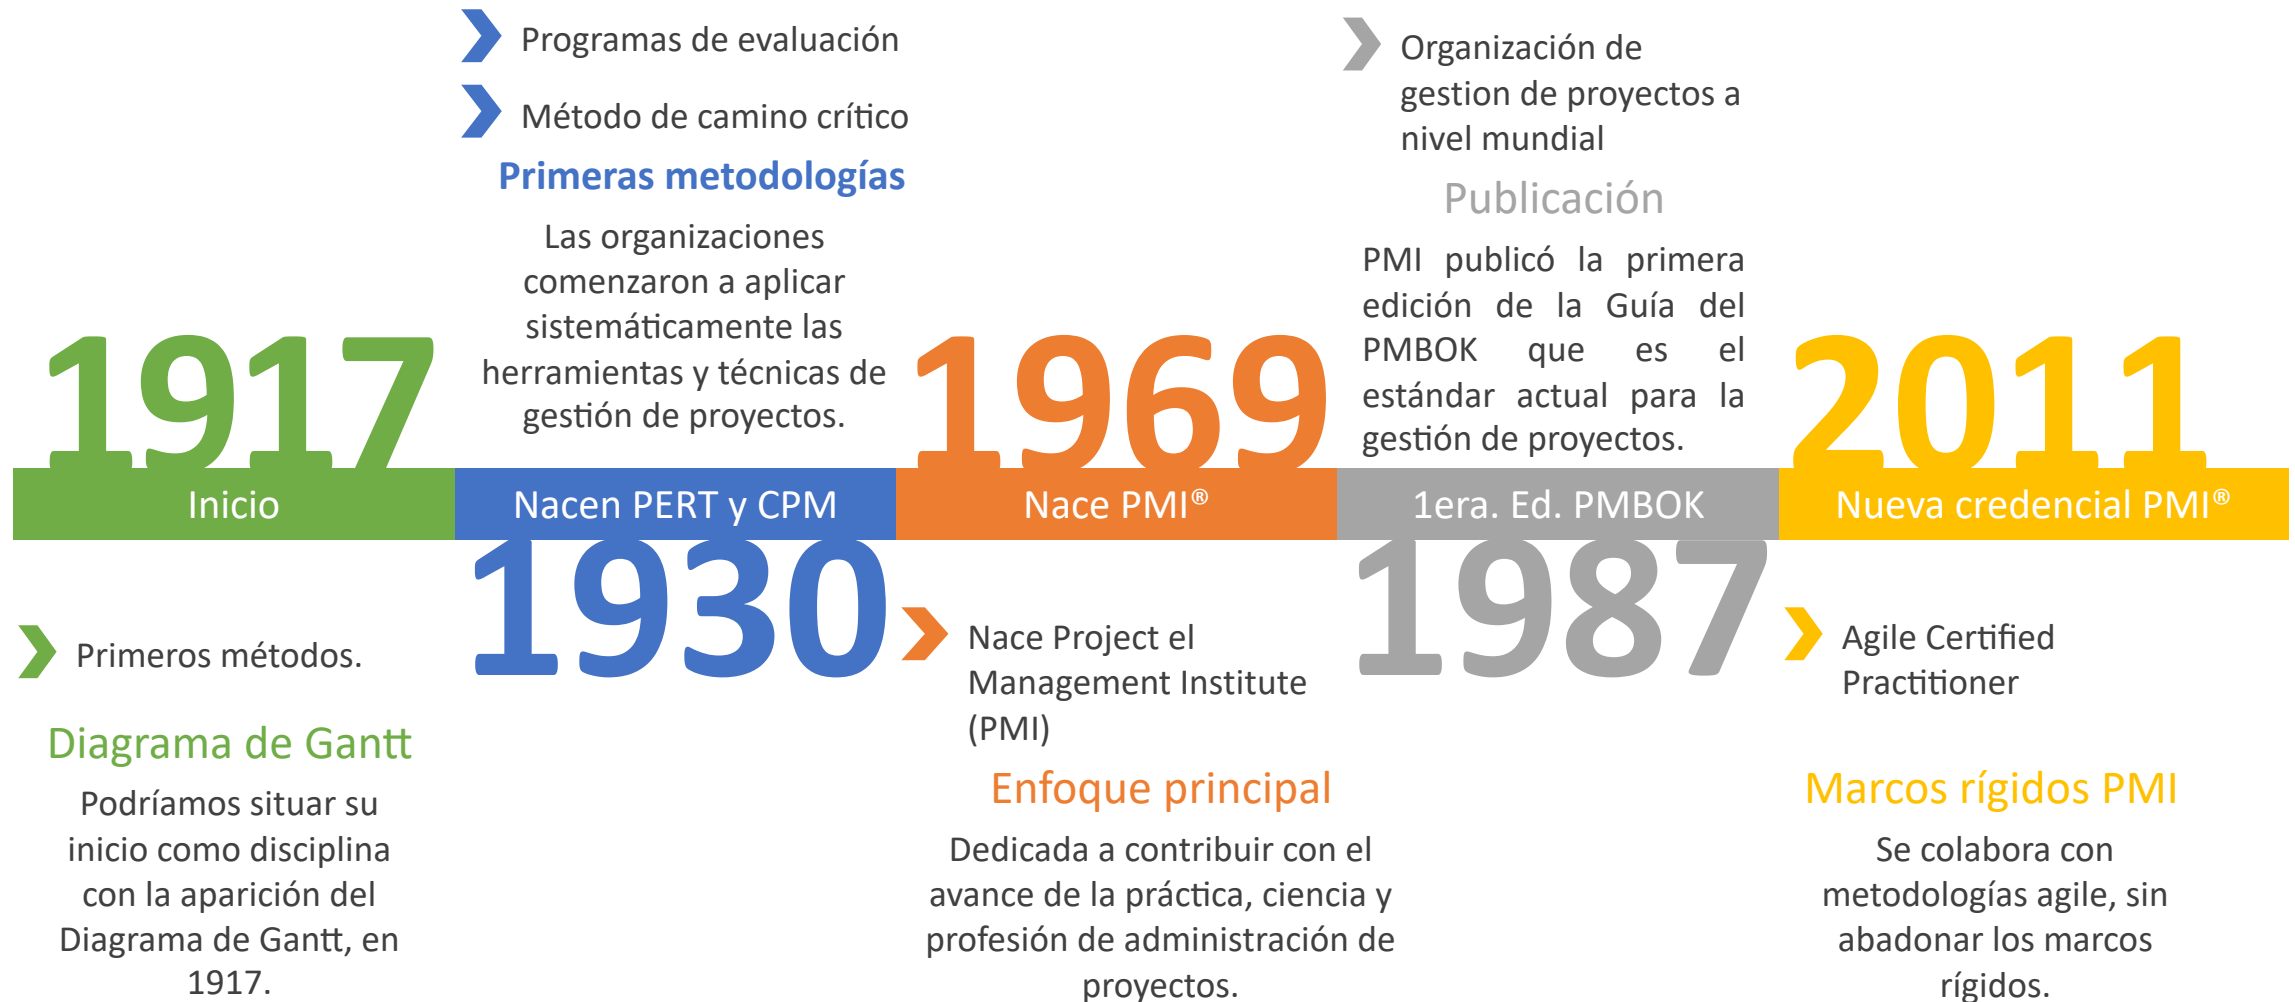 1917
Inicio
Primeros métodos.
Diagrama de Gantt
Podríamos situar su
inicio como disciplina
con la aparición del
Diagrama de Gantt, en
1917.
Programas de evaluación
Método de camino crítico
Primeras metodologías
Las organizaciones
comenzaron a aplicar
sistemáticamente las
herramientas y técnicas de
gestión de proyectos.
Nacen PERT y CPM
1930
1969
Nace PMI®
Nace Project el
Management Institute
(PMI)
Enfoque principal
Dedicada a contribuir con el
avance de la práctica, ciencia y
profesión de administración de
proyectos.
Organización de
gestion de proyectos a
nivel mundial
Publicación
PMI publicó la primera
edición de la Guía del
PMBOK que es el
estándar actual para la
gestión de proyectos.
1era. Ed. PMBOK
1987
2011
Nueva credencial PMI®
Agile Certified
Practitioner
Marcos rígidos PMI
Se colabora con
metodologías agile, sin
abadonar los marcos
rígidos.